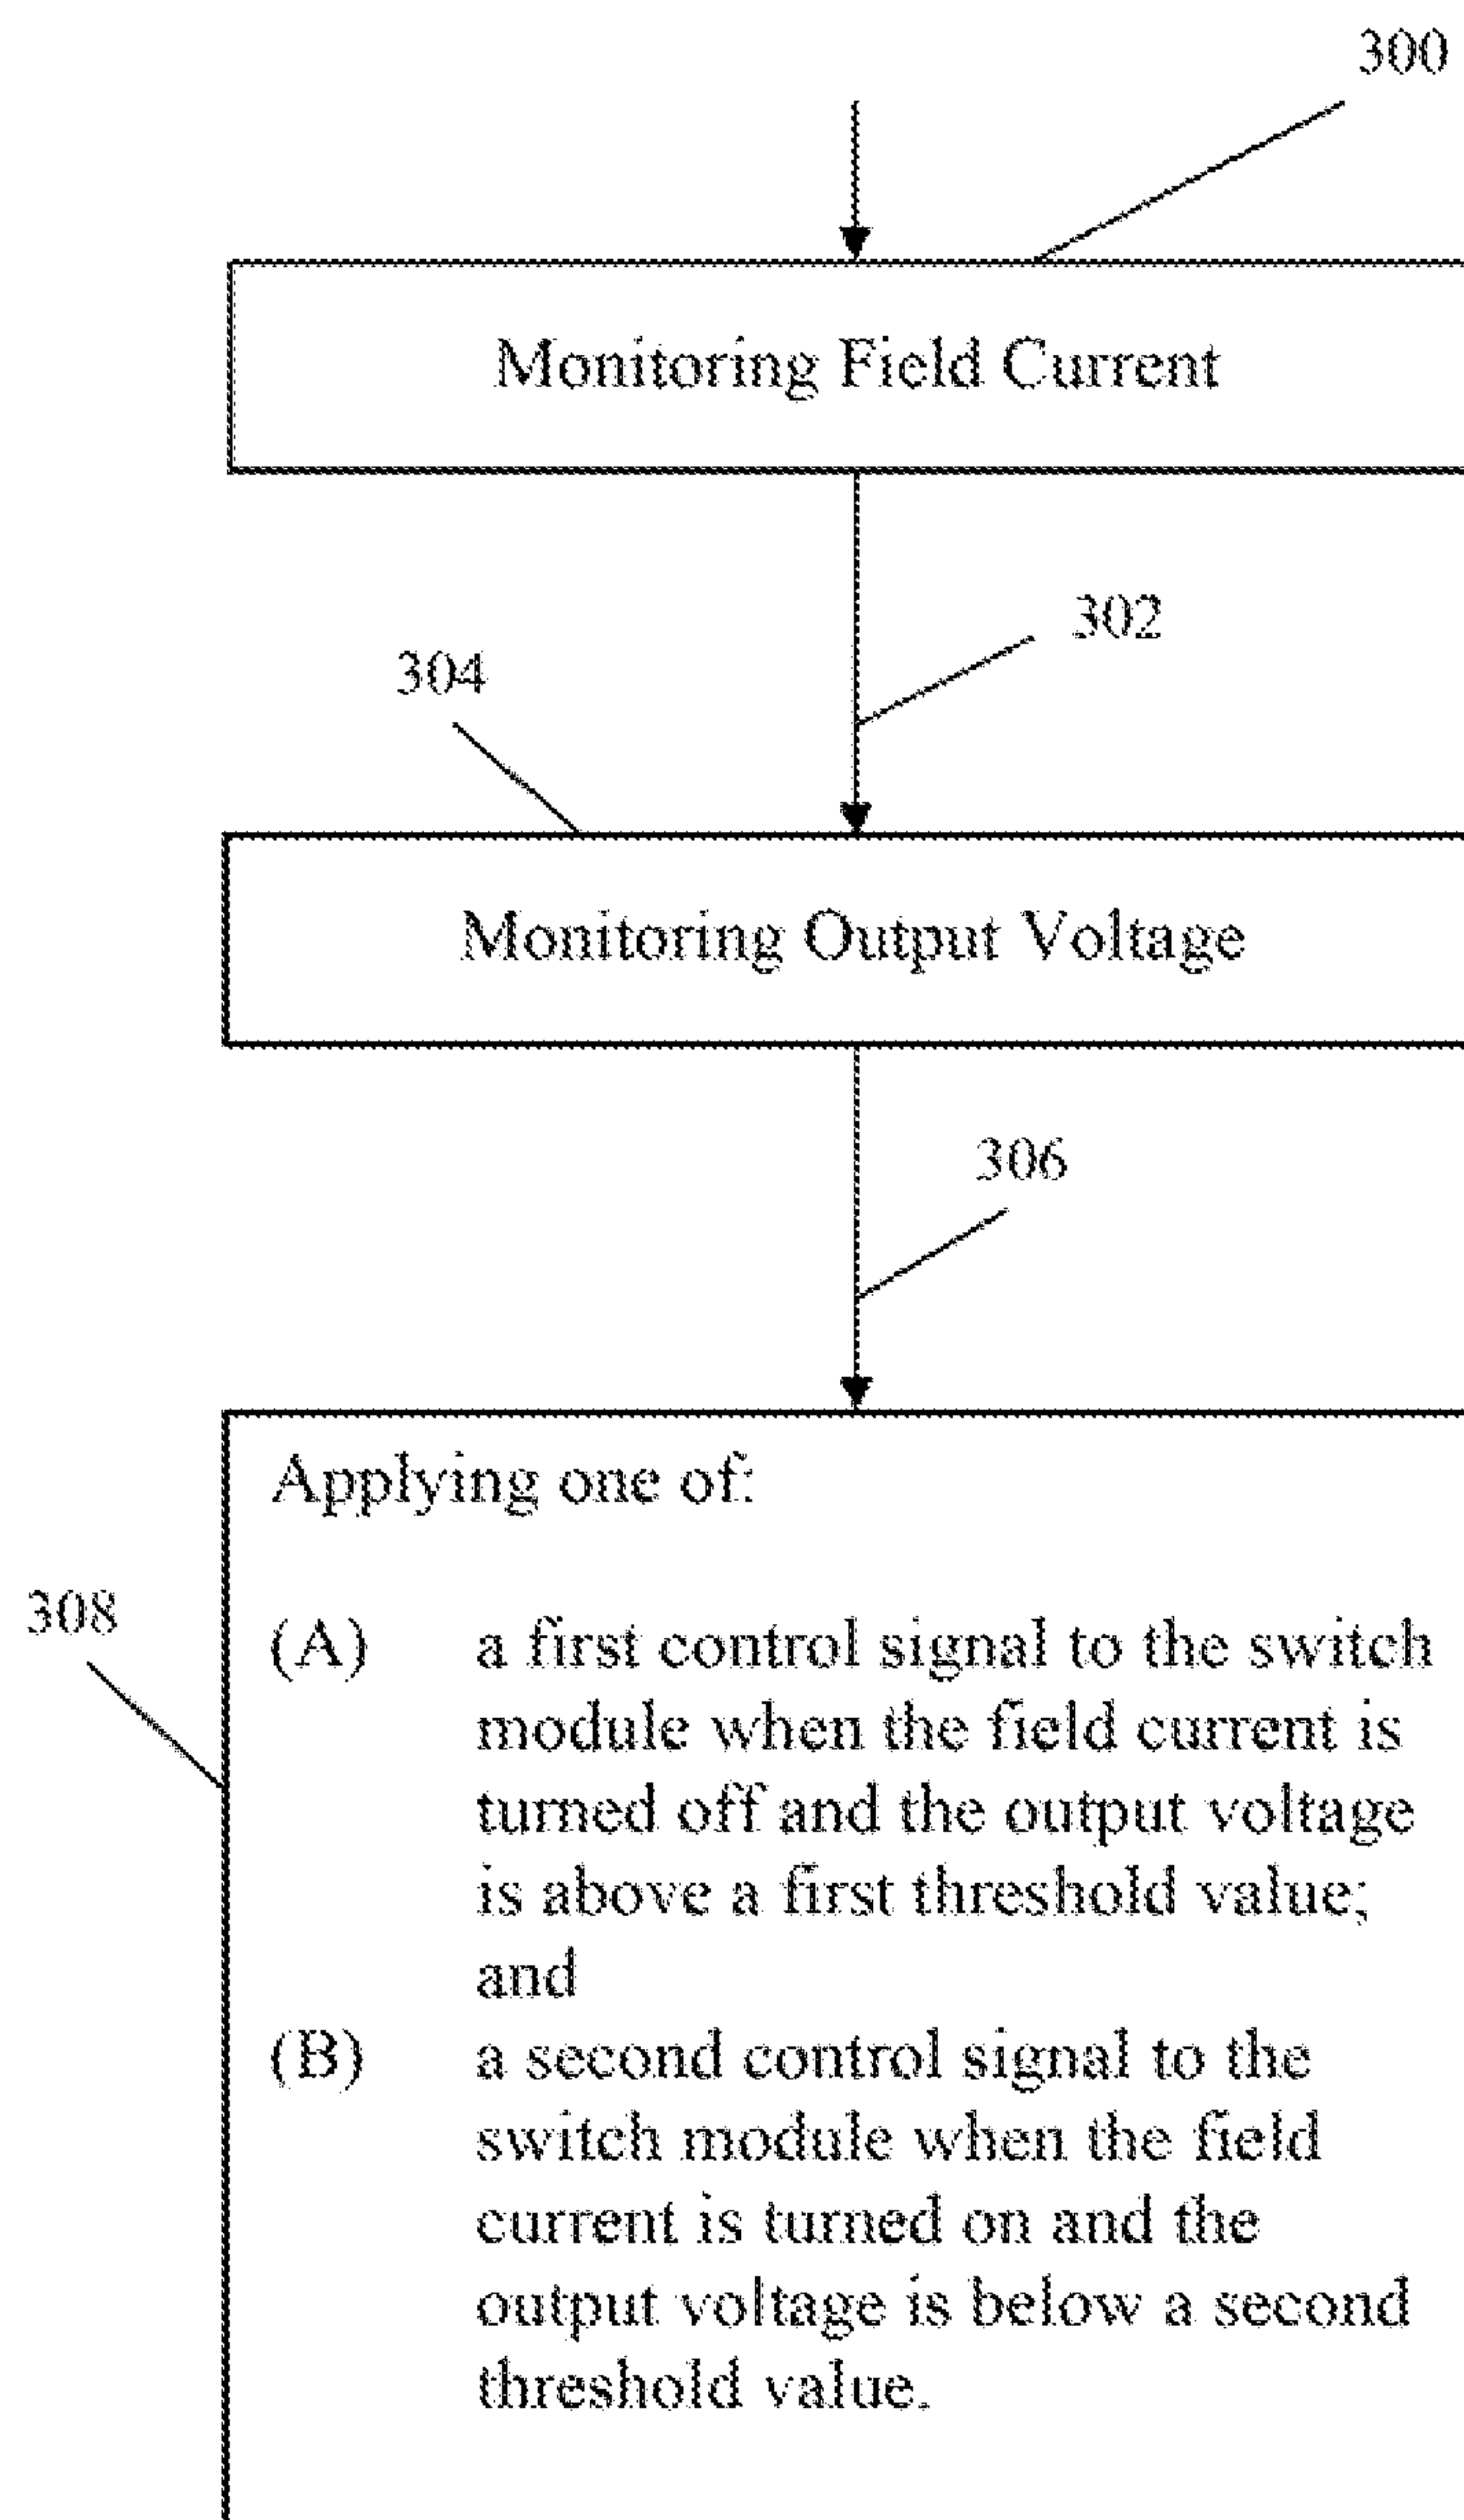 300
Monitoring Field Current
302
304
Monitoring Output Voltage
306
Applying one of:
308
(A) a first control signal to the switch
module when the field current is
turned off and the output voltage
is above a first threshold value;
and
(B) a second control signal to the
switch module when the field
current is turned on and the
output voltage is below a second
threshold value.